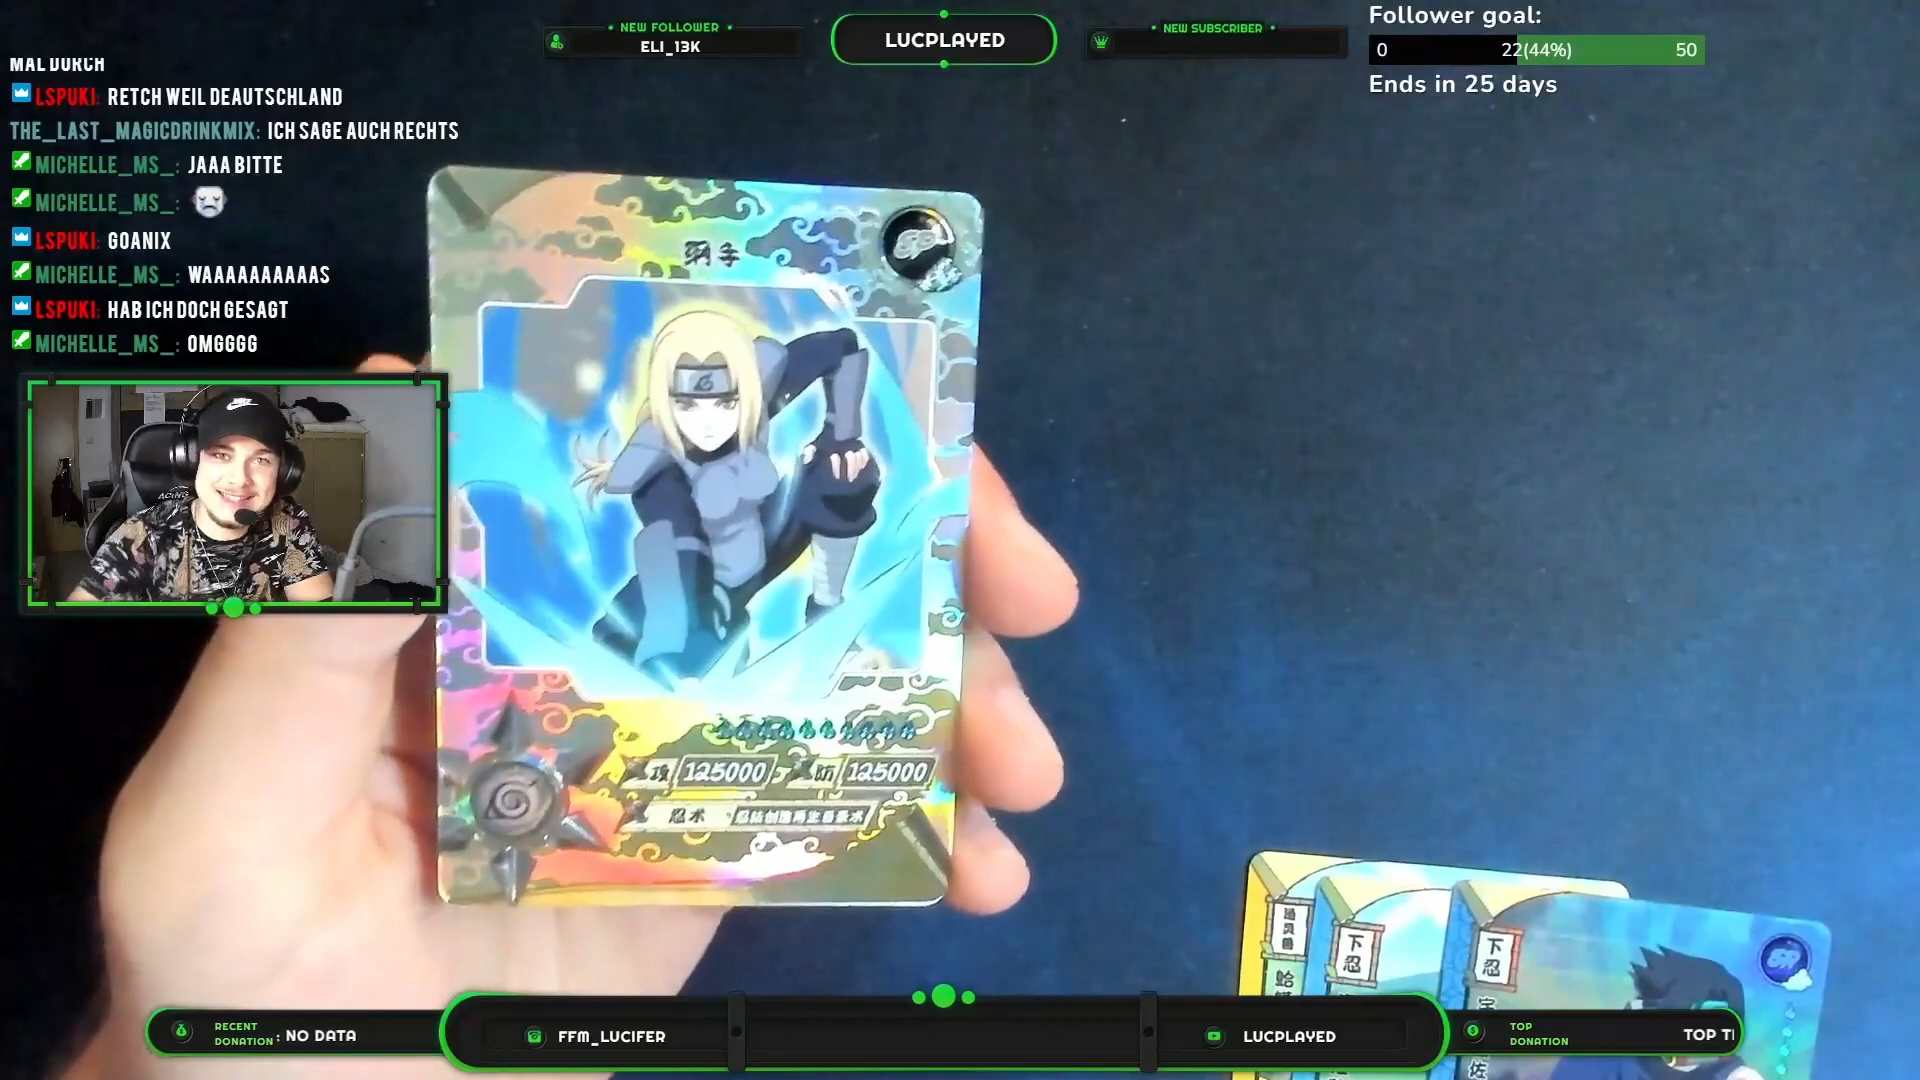 NEW FOLLOWER
ELI_13K
LUCPLAYED
NEW SUBSCRIBER
Follower goal:
0 22(44%) 50
Ends in 25 days
MAL DURCH
LSPUKI: RETCH WEIL DEAUTSCHLAND
THE_LAST_MAGICDRINKMIX: ICH SAGE AUCH RECHTS
MICHELLE_MS_: JAAA BITTE
MICHELLE_MS_:
LSPUKI: GOANIX
MICHELLE_MS_: WAAAAAAAAAAS
LSPUKI: HAB ICH DOCH GESAGT
MICHELLE_MS_: OMGGGG
纲手
攻 125000 防 125000
忍术
下忍
下忍
RECENT DONATION : NO DATA
FFM_LUCIFER
LUCPLAYED
TOP DONATION
TOP